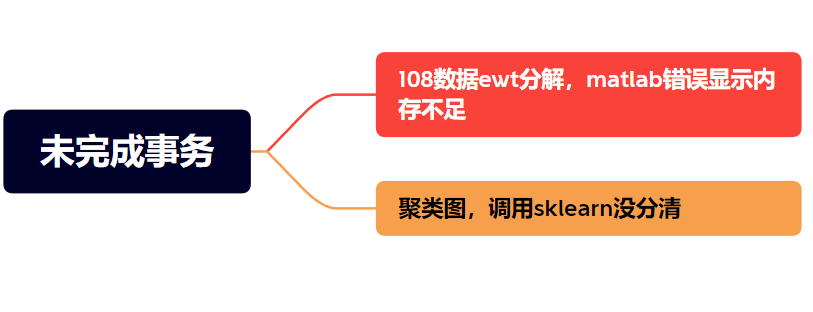 未完成事务
108数据ewt分解，matlab错误显示内
存不足
聚类图，调用sklearn没分清